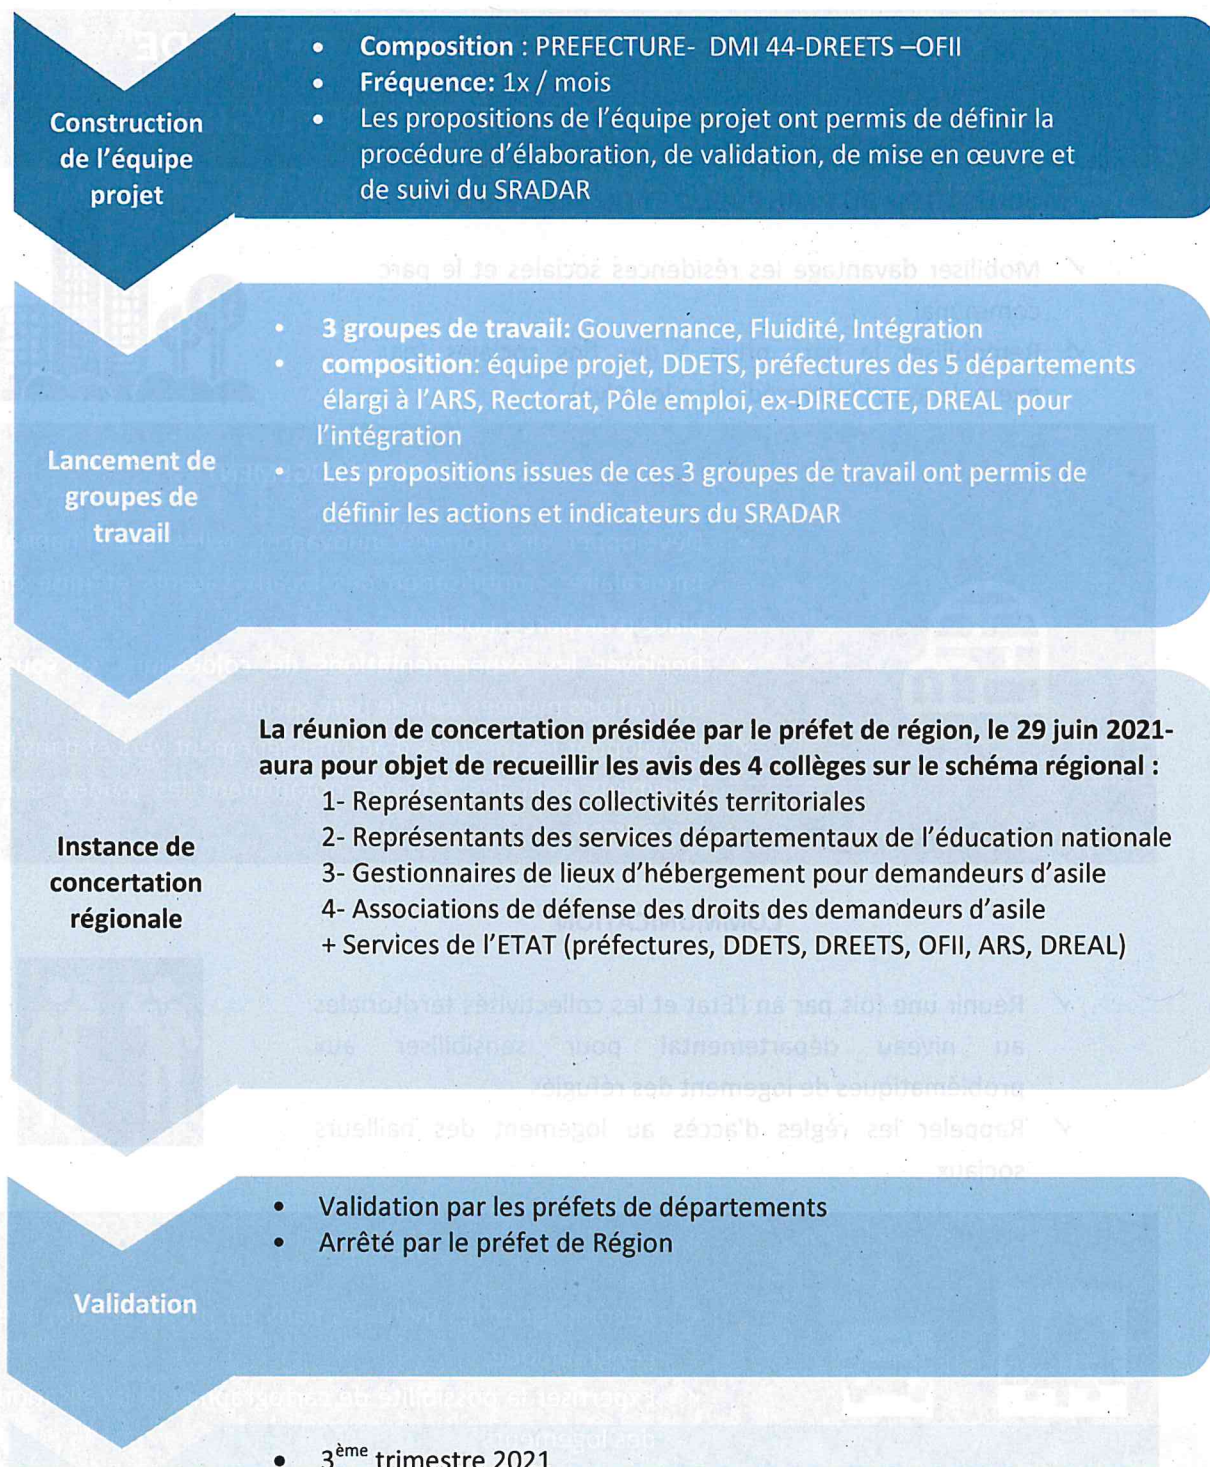 Construction
de l'équipe
projet
• Composition : PREFECTURE- DMI 44-DREETS –OFII
• Fréquence: 1x / mois
• Les propositions de l'équipe projet ont permis de définir la
procédure d'élaboration, de validation, de mise en œuvre et
de suivi du SRADAR
Lancement de
groupes de
travail
• 3 groupes de travail: Gouvernance, Fluidité, Intégration
• composition: équipe projet, DDETS, préfectures des 5 départements
élargi à l'ARS, Rectorat, Pôle emploi, ex-DIRECCTE, DREAL pour
l'intégration
• Les propositions issues de ces 3 groupes de travail ont permis de
définir les actions et indicateurs du SRADAR
Instance de
concertation
régionale
La réunion de concertation présidée par le préfet de région, le 29 juin 2021-
aura pour objet de recueillir les avis des 4 collèges sur le schéma régional :
1- Représentants des collectivités territoriales
2- Représentants des services départementaux de l'éducation nationale
3- Gestionnaires de lieux d'hébergement pour demandeurs d'asile
4- Associations de défense des droits des demandeurs d'asile
+ Services de l'ETAT (préfectures, DDETS, DREETS, OFII, ARS, DREAL)
Validation
• Validation par les préfets de départements
• Arrêté par le préfet de Région
• 3ème trimestre 2021